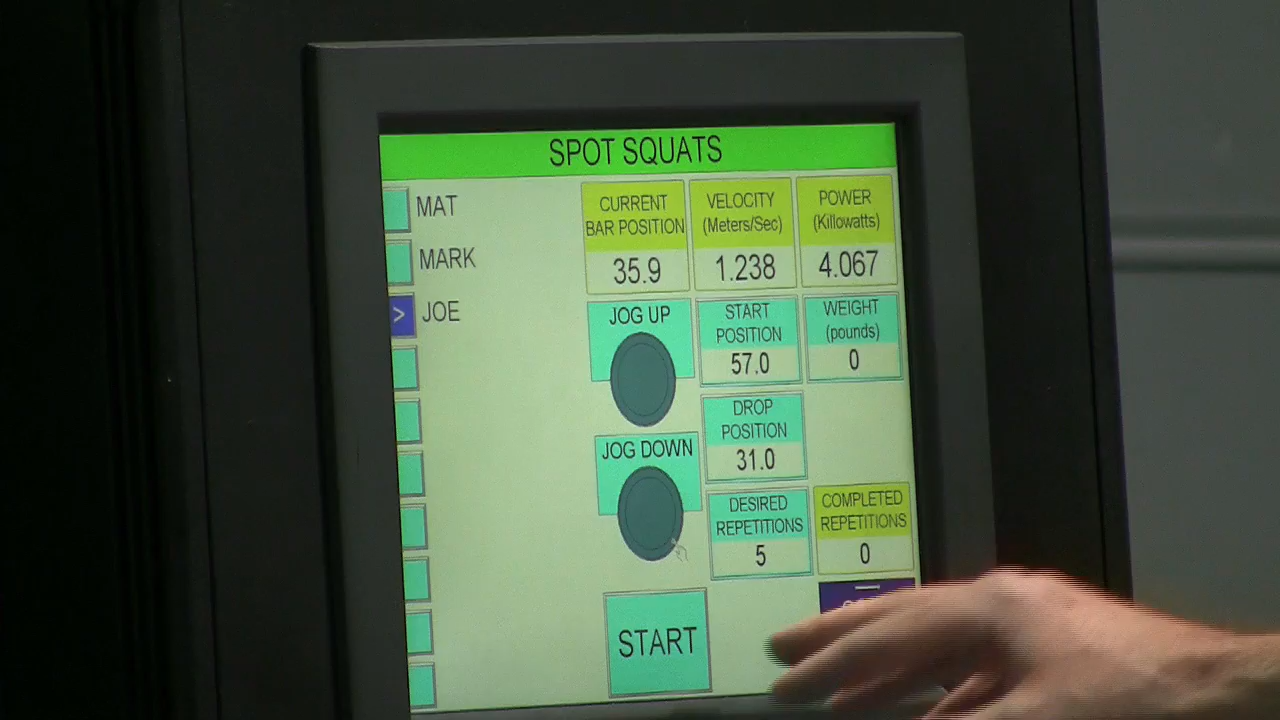 SPOT SQUATS
MAT
MARK
> JOE
CURRENT
BAR POSITION
35.9
VELOCITY
(Meters/Sec)
1.238
POWER
(Killowatts)
4.067
JOG UP
START
POSITION
57.0
WEIGHT
(pounds)
0
DROP
POSITION
31.0
JOG DOWN
DESIRED
REPETITIONS
5
COMPLETED
REPETITIONS
0
START